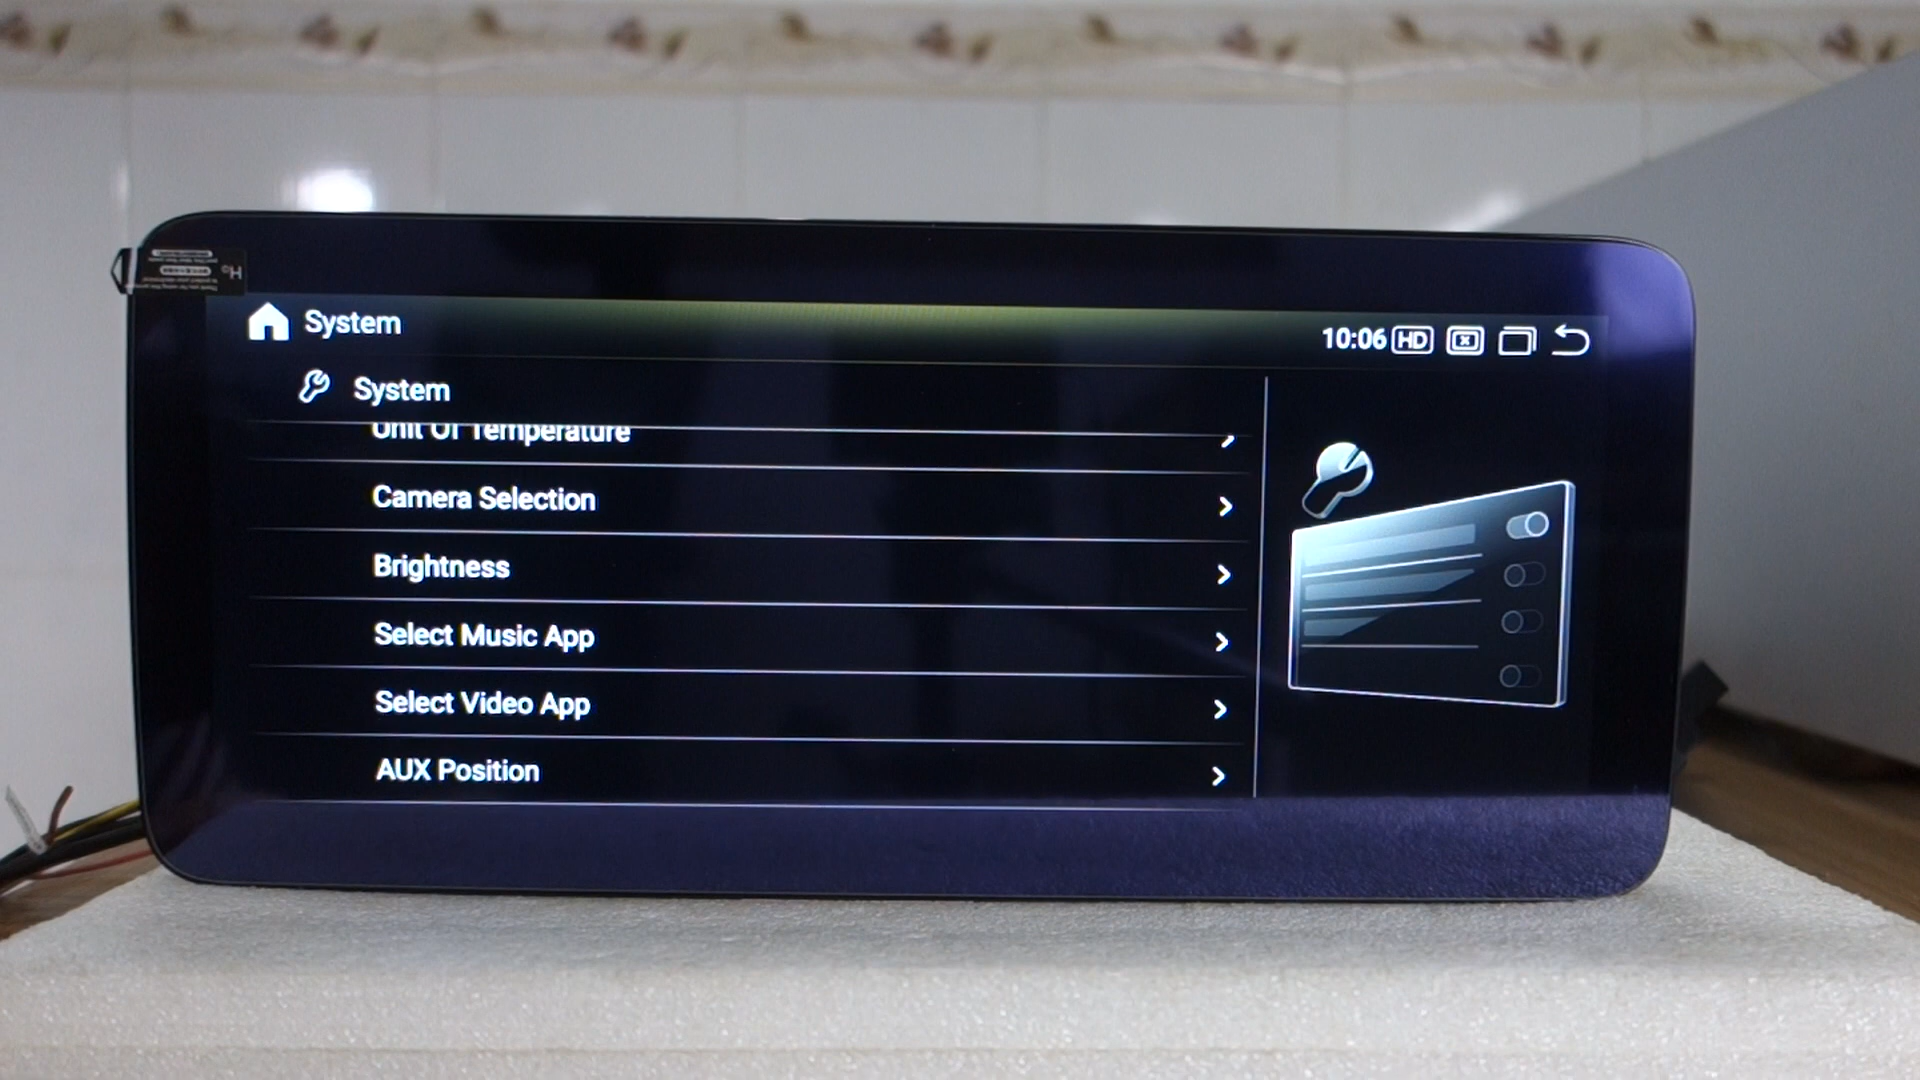 System
10:06 HD
System
Unit Of Temperature
Camera Selection
Brightness
Select Music App
Select Video App
AUX Position